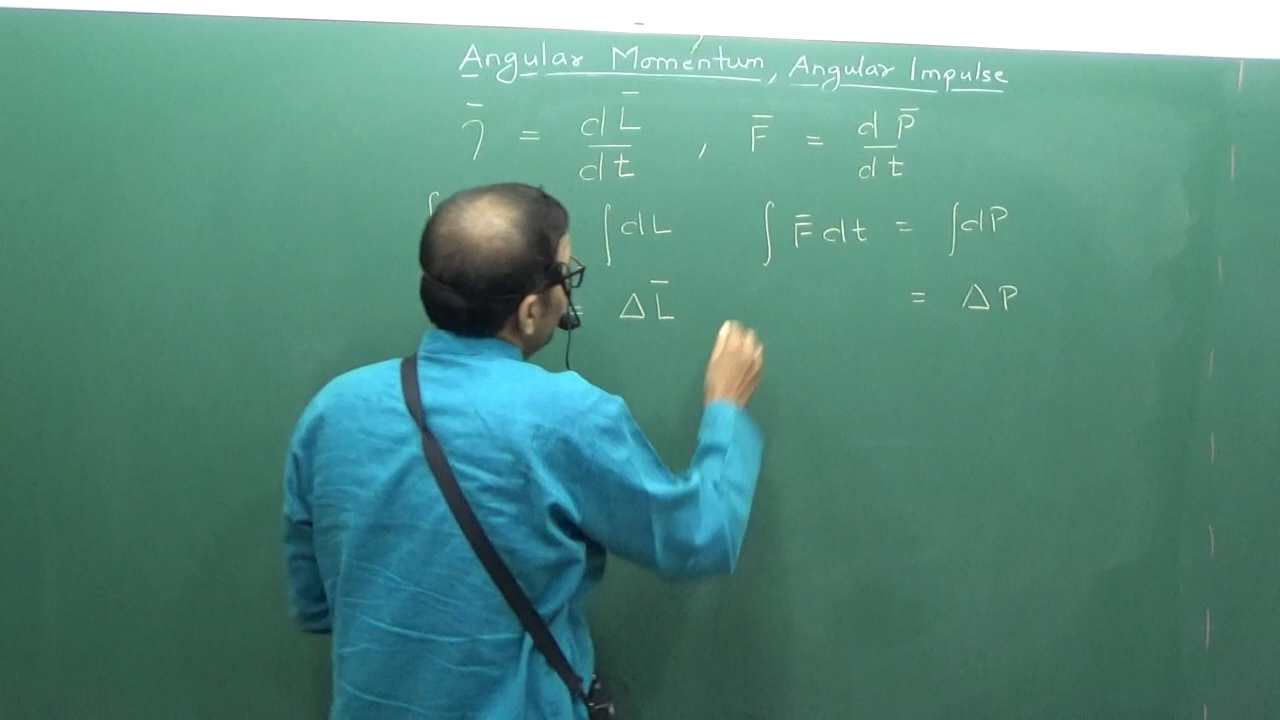 Angular Momentum, Angular Impulse
τ̄ = dL̄/dt , F̄ = dP̄/dt
∫ ∫dL ∫F̄dt = ∫dP
= ΔL̄ = ΔP